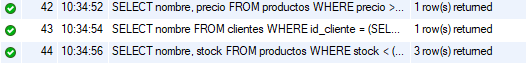 42 10:34:52 SELECT nombre, precio FROM productos WHERE precio >... 1 row(s) returned
43 10:34:54 SELECT nombre FROM clientes WHERE id_cliente = (SEL... 1 row(s) returned
44 10:34:56 SELECT nombre, stock FROM productos WHERE stock < (... 3 row(s) returned